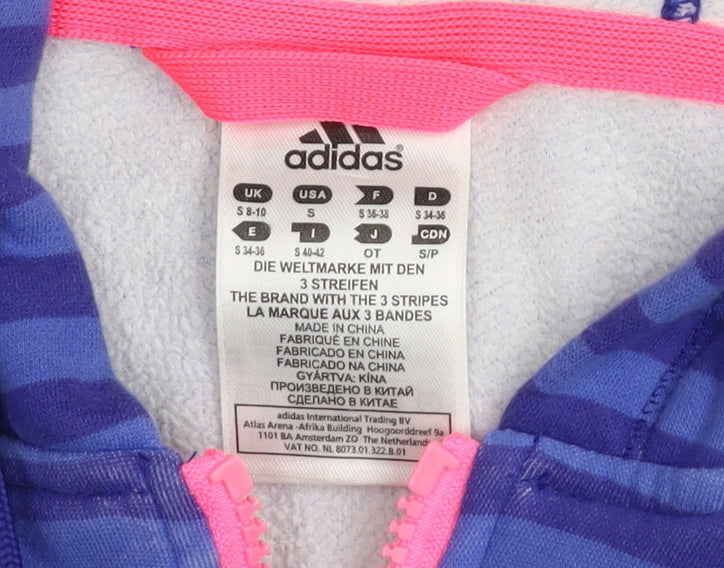 adidas®
UK USA F D
S 8-10 S S 36-38 S 34-36
E I J CDN
S 34-36 S 40-42 OT S/P
DIE WELTMARKE MIT DEN
3 STREIFEN
THE BRAND WITH THE 3 STRIPES
LA MARQUE AUX 3 BANDES
MADE IN CHINA
FABRIQUÉ EN CHINE
FABRICADO EN CHINA
FABRICADO NA CHINA
GYÁRTVA: KÍNA
ПРОИЗВЕДЕНО В КИТАЙ
СДЕЛАНО В КИТАЕ
adidas International Trading BV
Atlas Arena -Afrika Building Hoogoorddreef 9a
1101 BA Amsterdam ZO The Netherlands
VAT NO. NL 8073.01.322.B.01